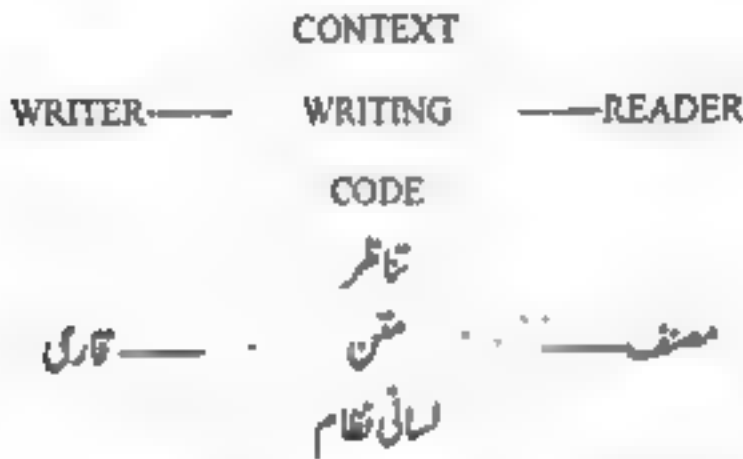 CONTEXT
WRITER — WRITING — READER
CODE
تناظر
مصنف — متن — قاری
لسانی نظام